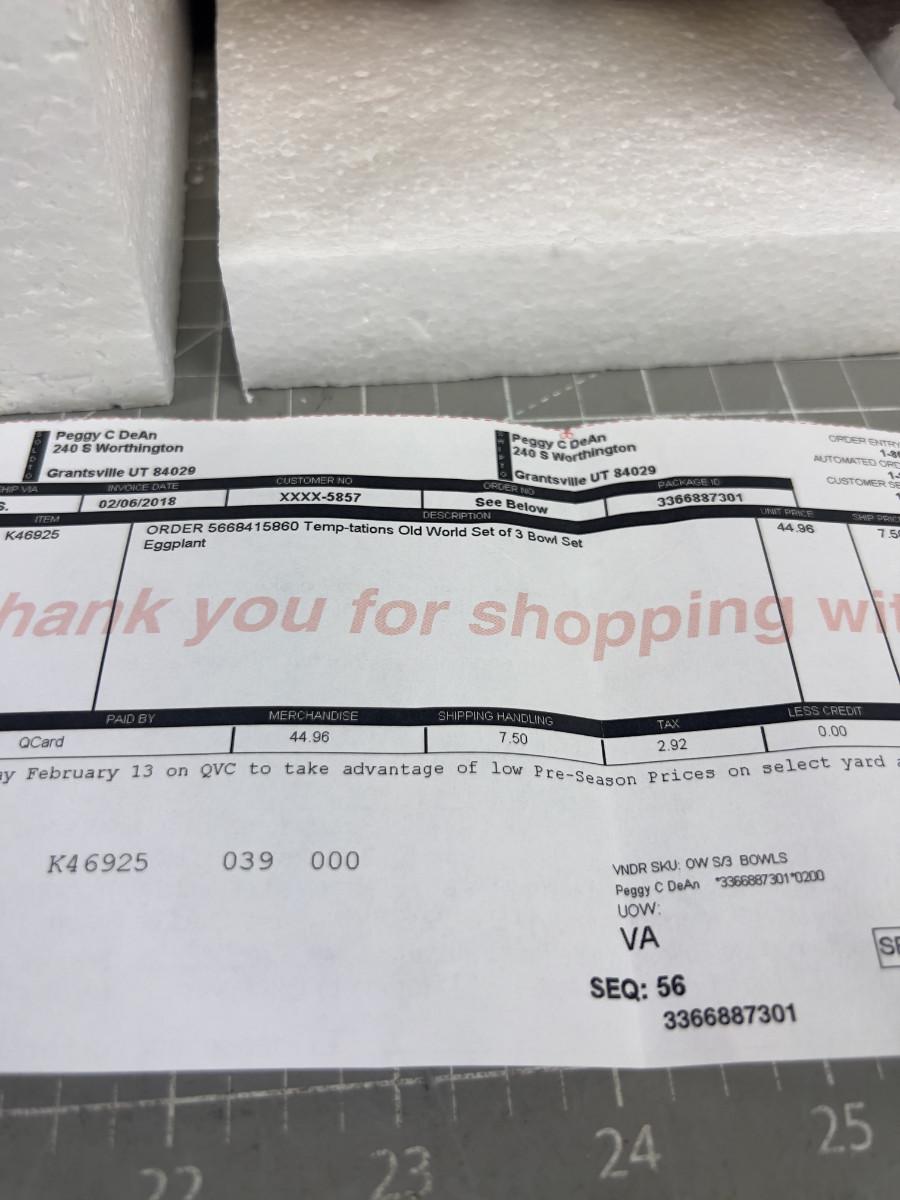 Peggy C DeAn
240 S Worthington
Grantsville UT 84029
Peggy C DeAn
240 S Worthington
Grantsville UT 84029
ORDER ENTRY
AUTOMATED ORD
CUSTOMER SE
SHIP VIA INVOICE DATE CUSTOMER NO ORDER NO PACKAGE ID
S. 02/06/2018 XXXX-5857 See Below 3366887301
ITEM DESCRIPTION UNIT PRICE SHIP PRIC
K46925 ORDER 5668415860 Temp-tations Old World Set of 3 Bowl Set 44.96 7.50
Eggplant
hank you for shopping wit
PAID BY MERCHANDISE SHIPPING HANDLING TAX LESS CREDIT
QCard 44.96 7.50 2.92 0.00
ay February 13 on QVC to take advantage of low Pre-Season Prices on select yard a
K46925 039 000
VNDR SKU: OW S/3 BOWLS
Peggy C DeAn *3366887301*0200
UOW:
VA
SEQ: 56
3366887301
22 23 24 25